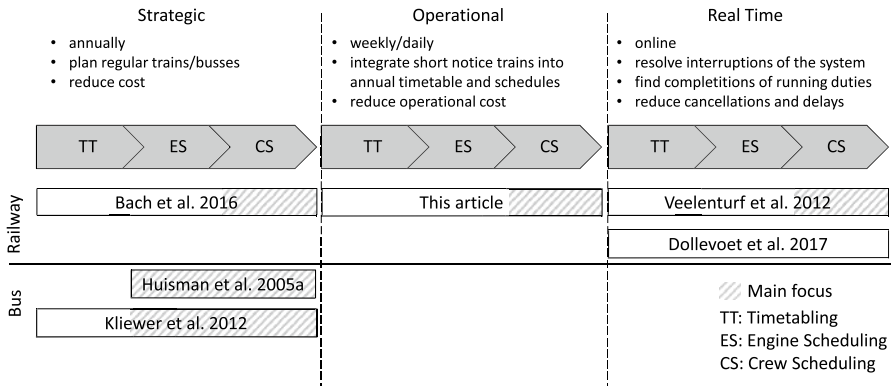 Strategic
• annually
• plan regular trains/busses
• reduce cost
Operational
• weekly/daily
• integrate short notice trains into
annual timetable and schedules
• reduce operational cost
Real Time
• online
• resolve interruptions of the system
• find completitions of running duties
• reduce cancellations and delays
TT ES CS TT ES CS TT ES CS
Railway
Bach et al. 2016
This article
Veelenturf et al. 2012
Dollevoet et al. 2017
Bus
Huisman et al. 2005a
Kliewer et al. 2012
Main focus
TT: Timetabling
ES: Engine Scheduling
CS: Crew Scheduling